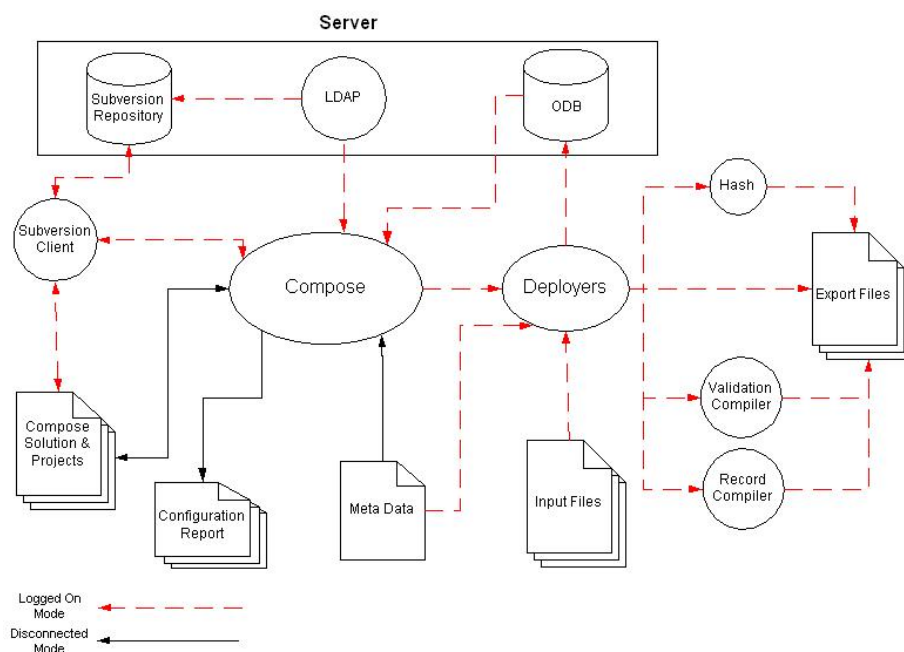 Server
Subversion
Repository
LDAP
ODB
Hash
Subversion
Client
Compose
Deployers
Export Files
Validation
Compiler
Compose
Solution &
Projects
Record
Compiler
Configuration
Report
Meta Data
Input Files
Logged On
Mode
Disconnected
Mode